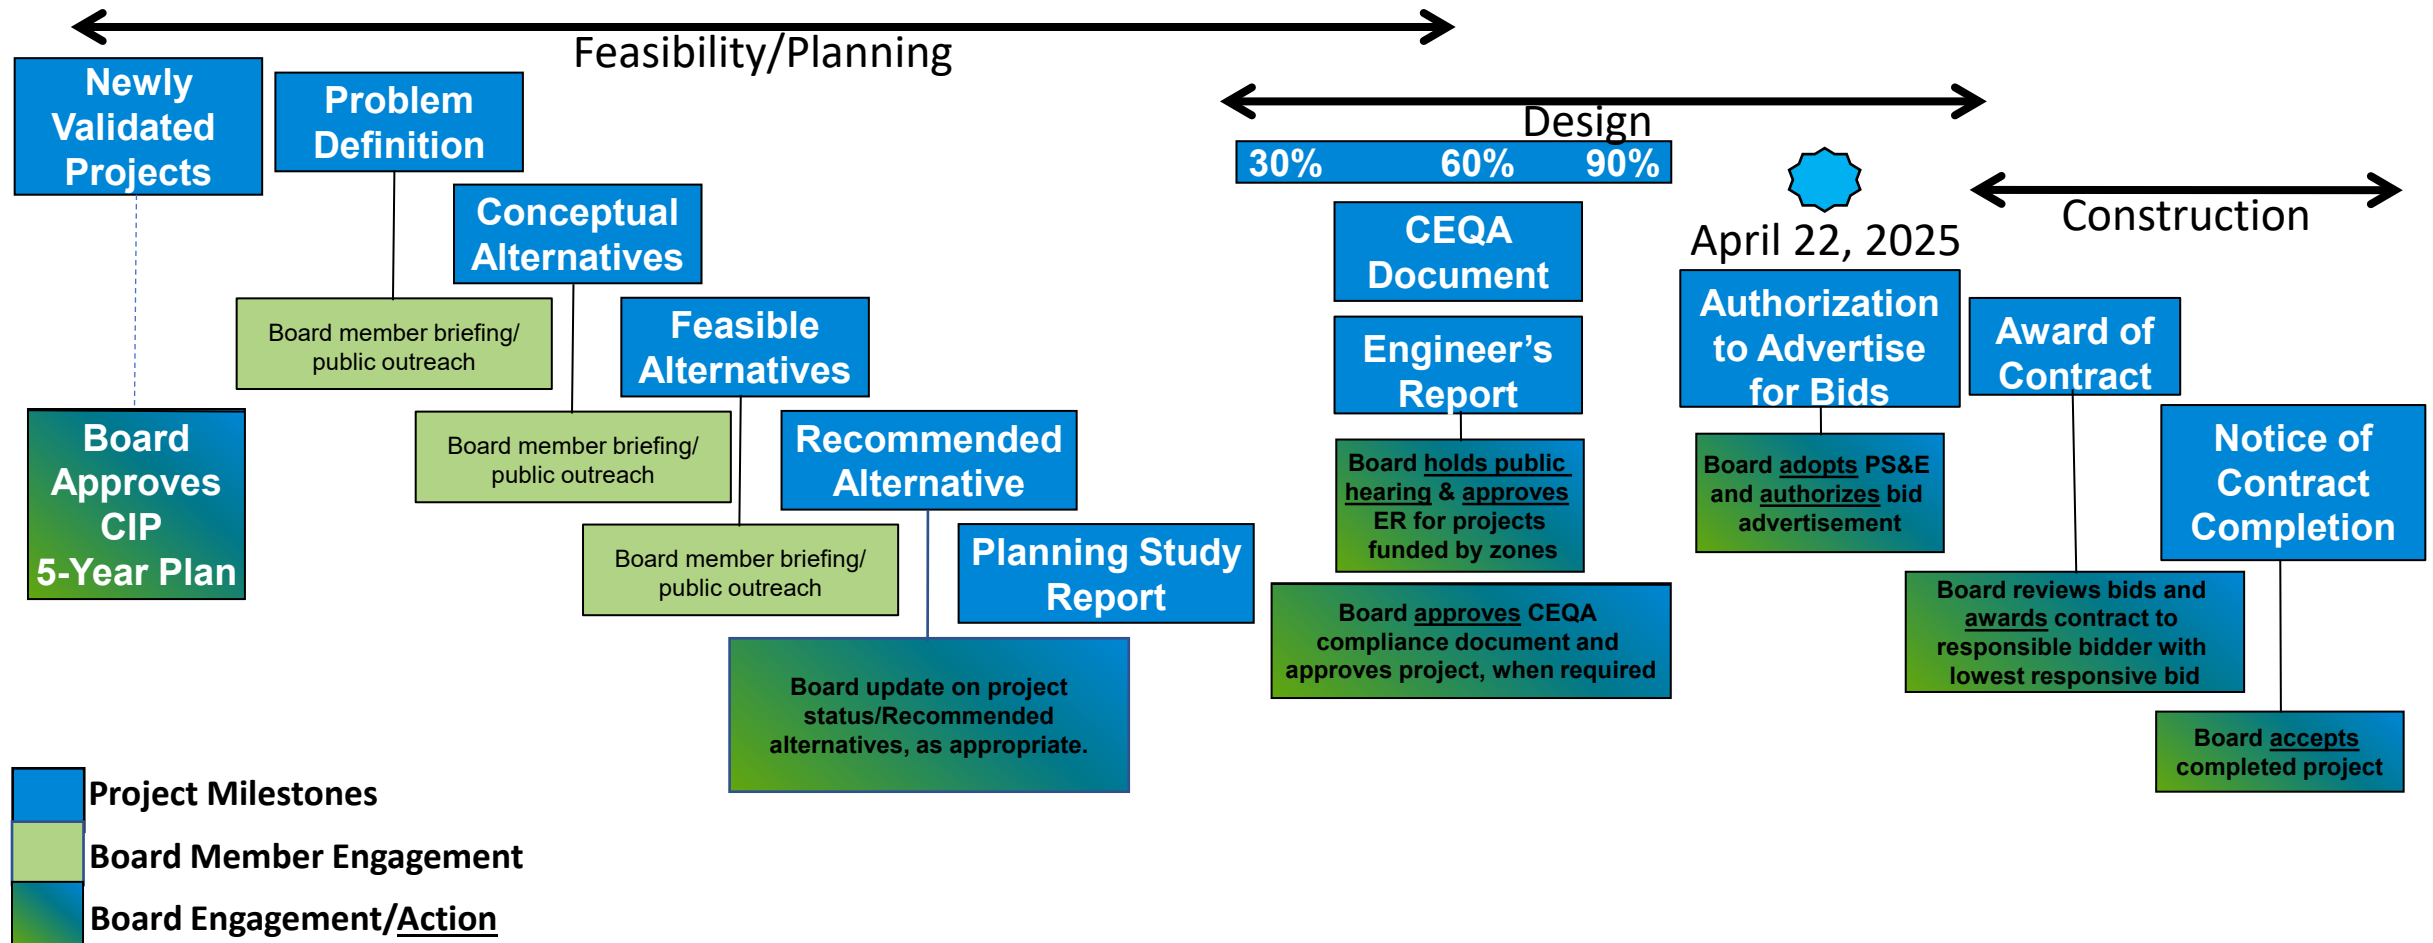 Feasibility/Planning
Newly
Validated
Projects
Problem
Definition
Conceptual
Alternatives
Feasible
Alternatives
Recommended
Alternative
Planning Study
Report
Board
Approves
CIP
5-Year Plan
Board member briefing/
public outreach
Board member briefing/
public outreach
Board member briefing/
public outreach
Board update on project
status/Recommended
alternatives, as appropriate.
Design
30% 60% 90%
CEQA
Document
Engineer’s
Report
Board holds public
hearing & approves
ER for projects
funded by zones
Board approves CEQA
compliance document and
approves project, when required
April 22, 2025
Authorization
to Advertise
for Bids
Board adopts PS&E
and authorizes bid
advertisement
Construction
Award of
Contract
Board reviews bids and
awards contract to
responsible bidder with
lowest responsive bid
Notice of
Contract
Completion
Board accepts
completed project
Project Milestones
Board Member Engagement
Board Engagement/Action